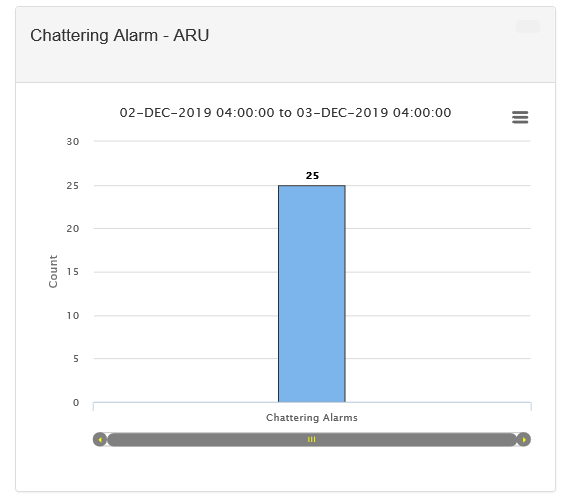 Chattering Alarm - ARU
02-DEC-2019 04:00:00 to 03-DEC-2019 04:00:00
30
25
25
20
Count
15
10
5
0
Chattering Alarms